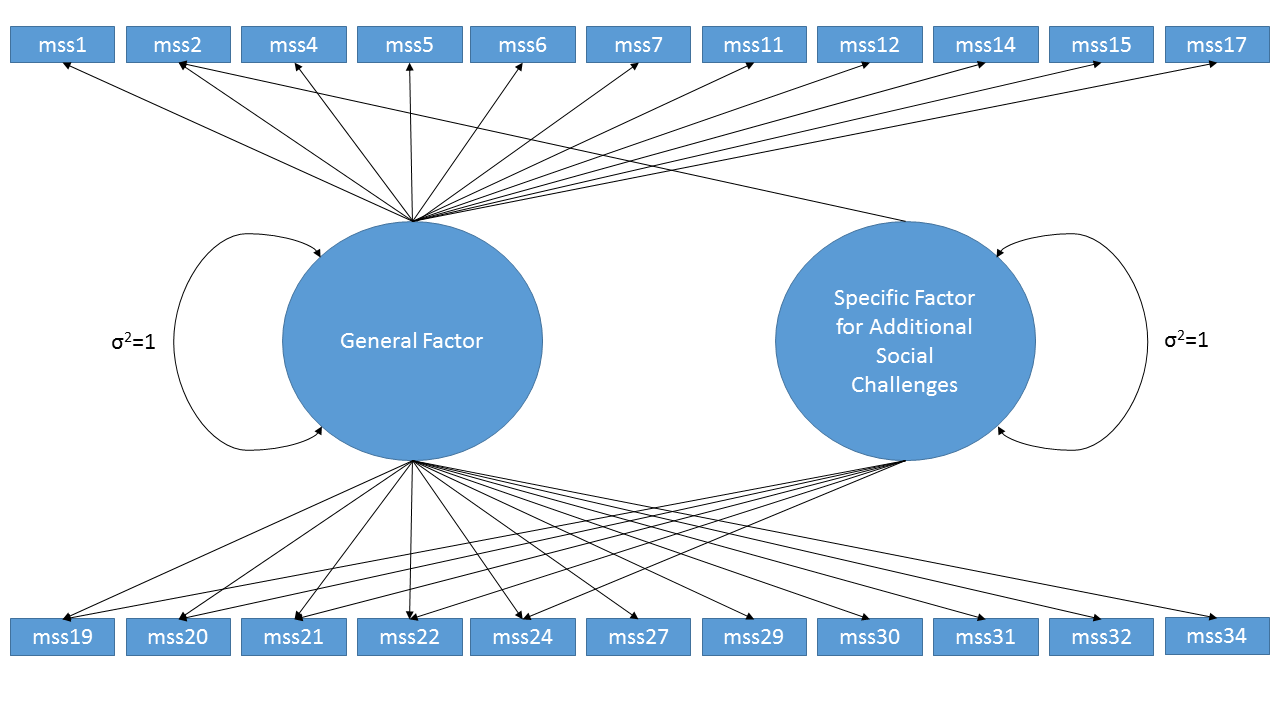 mss1 mss2 mss4 mss5 mss6 mss7 mss11 mss12 mss14 mss15 mss17
σ²=1
General Factor
Specific Factor
for Additional
Social
Challenges
σ²=1
mss19 mss20 mss21 mss22 mss24 mss27 mss29 mss30 mss31 mss32 mss34